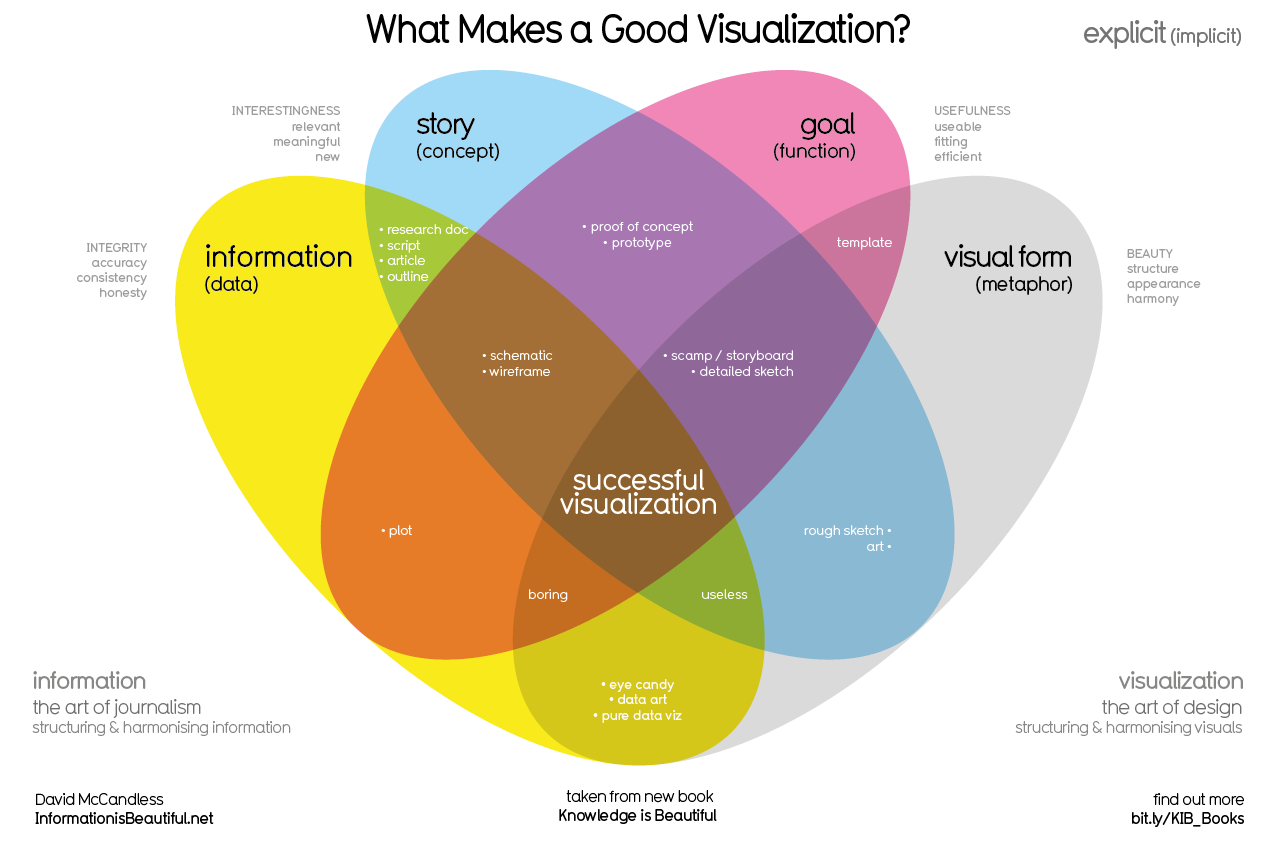 What Makes a Good Visualization?
explicit (implicit)
INTERESTINGNESS
relevant
meaningful
new
story
(concept)
goal
(function)
USEFULNESS
useable
fitting
efficient
INTEGRITY
accuracy
consistency
honesty
information
(data)
• research doc
• script
• article
• outline
• proof of concept
• prototype
template
visual form
(metaphor)
BEAUTY
structure
appearance
harmony
• schematic
• wireframe
• scamp / storyboard
• detailed sketch
successful
visualization
• plot
rough sketch •
art •
boring
useless
• eye candy
• data art
• pure data viz
information
the art of journalism
structuring & harmonising information
visualization
the art of design
structuring & harmonising visuals
David McCandless
InformationisBeautiful.net
taken from new book
Knowledge is Beautiful
find out more
bit.ly/KIB_Books